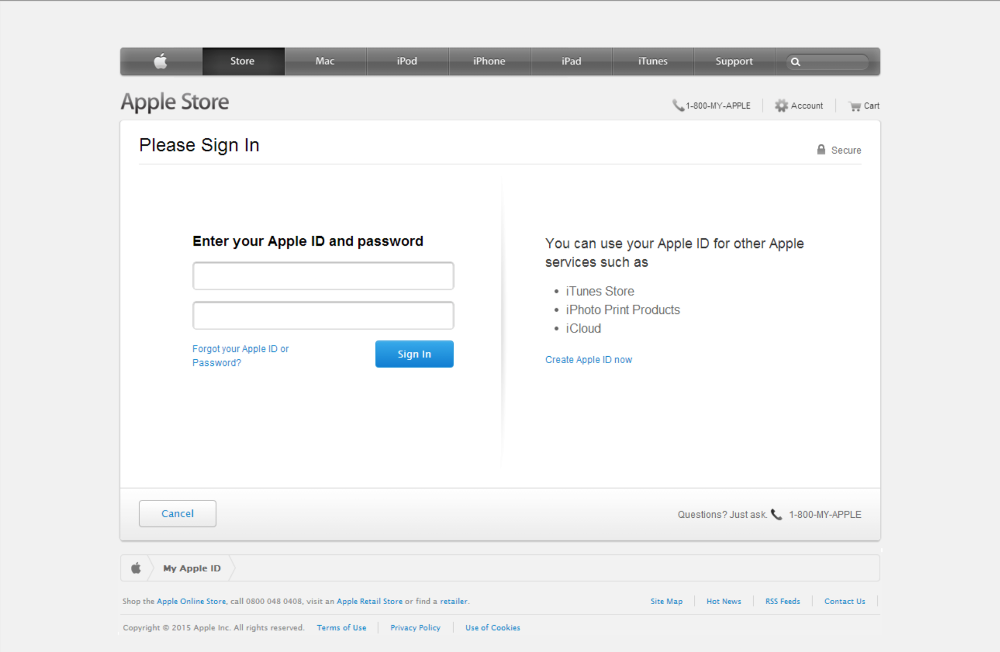 Store Mac iPod iPhone iPad iTunes Support
Apple Store
1-800-MY-APPLE Account Cart
Please Sign In
Secure
Enter your Apple ID and password
Forgot your Apple ID or
Password?
Sign In
You can use your Apple ID for other Apple
services such as
• iTunes Store
• iPhoto Print Products
• iCloud
Create Apple ID now
Cancel
Questions? Just ask. 1-800-MY-APPLE
My Apple ID
Shop the Apple Online Store, call 0800 048 0408, visit an Apple Retail Store or find a retailer.
Site Map Hot News RSS Feeds Contact Us
Copyright © 2015 Apple Inc. All rights reserved. Terms of Use Privacy Policy Use of Cookies